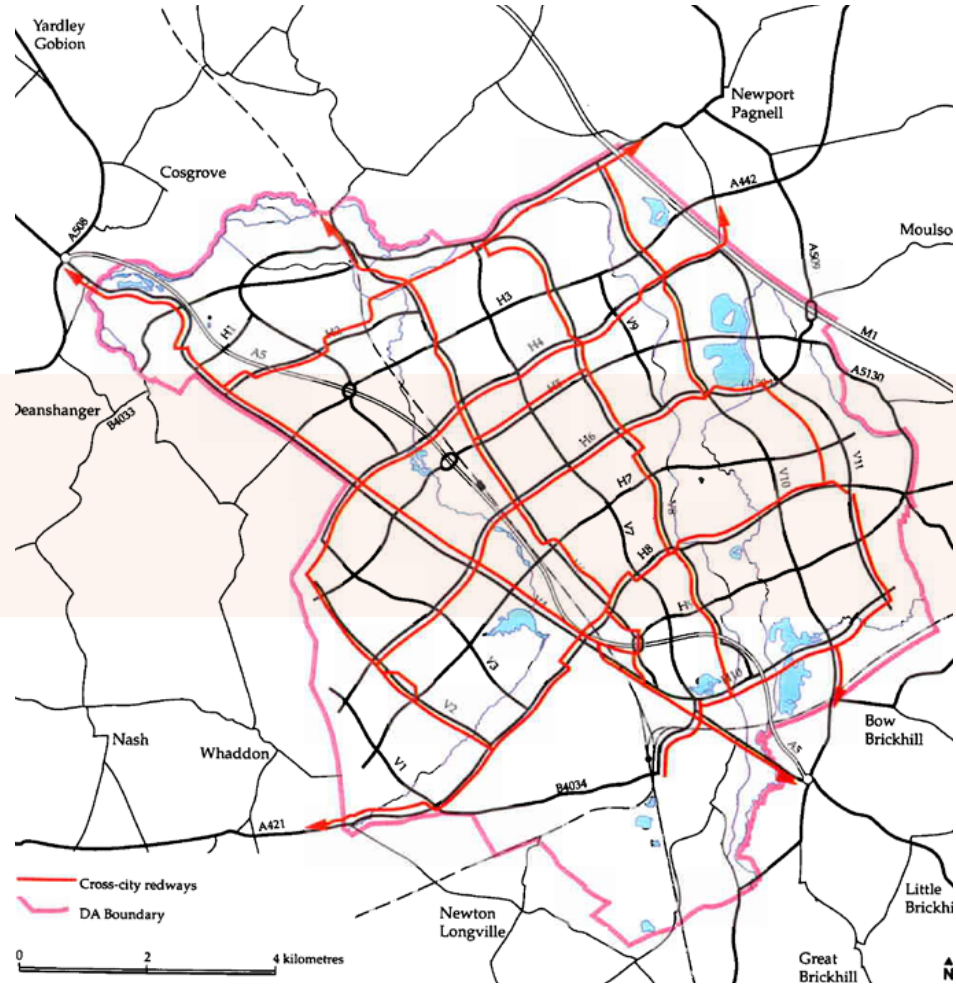 Yardley
Gobion
Newport
Pagnell
Cosgrove
A442
A508
Moulso
A509
H3
V9
H1
H4
A5
M1
A5130
Deanshanger
B4033
H6
V11
V10
H7
V8
V7
H8
V3
H10
V2
Bow
Brickhill
Nash
Whaddon
A5
V1
B4034
A421
Cross-city redways
DA Boundary
Little
Brickhi
Newton
Longville
0 2 4 kilometres
Great
Brickhill
N